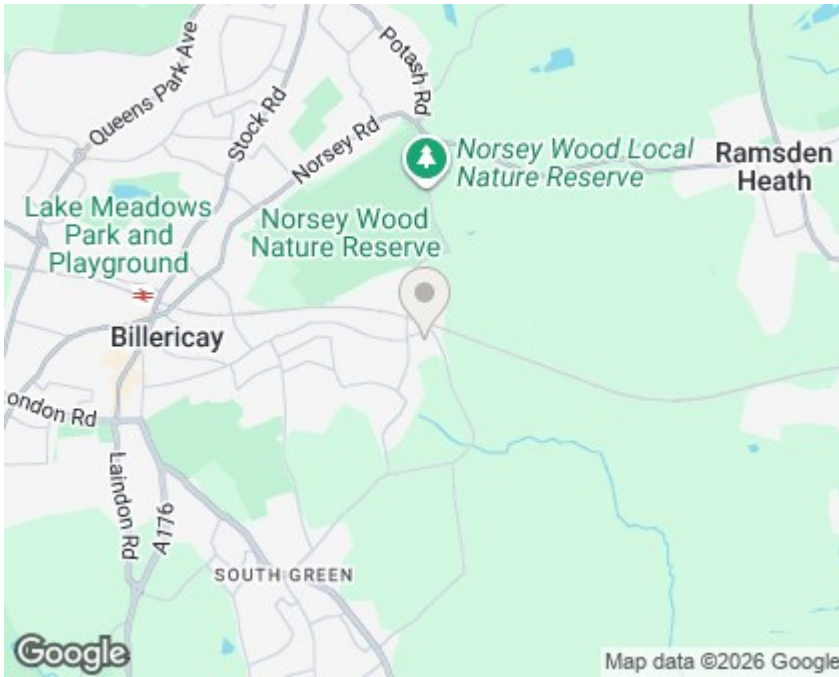 Potash Rd
Queens Park Ave
Stock Rd
Norsey Rd
Norsey Wood Local
Nature Reserve
Ramsden
Heath
Lake Meadows
Park and
Playground
Norsey Wood
Nature Reserve
Billericay
ondon Rd
Laindon Rd
A176
SOUTH GREEN
Google
Map data ©2026 Google